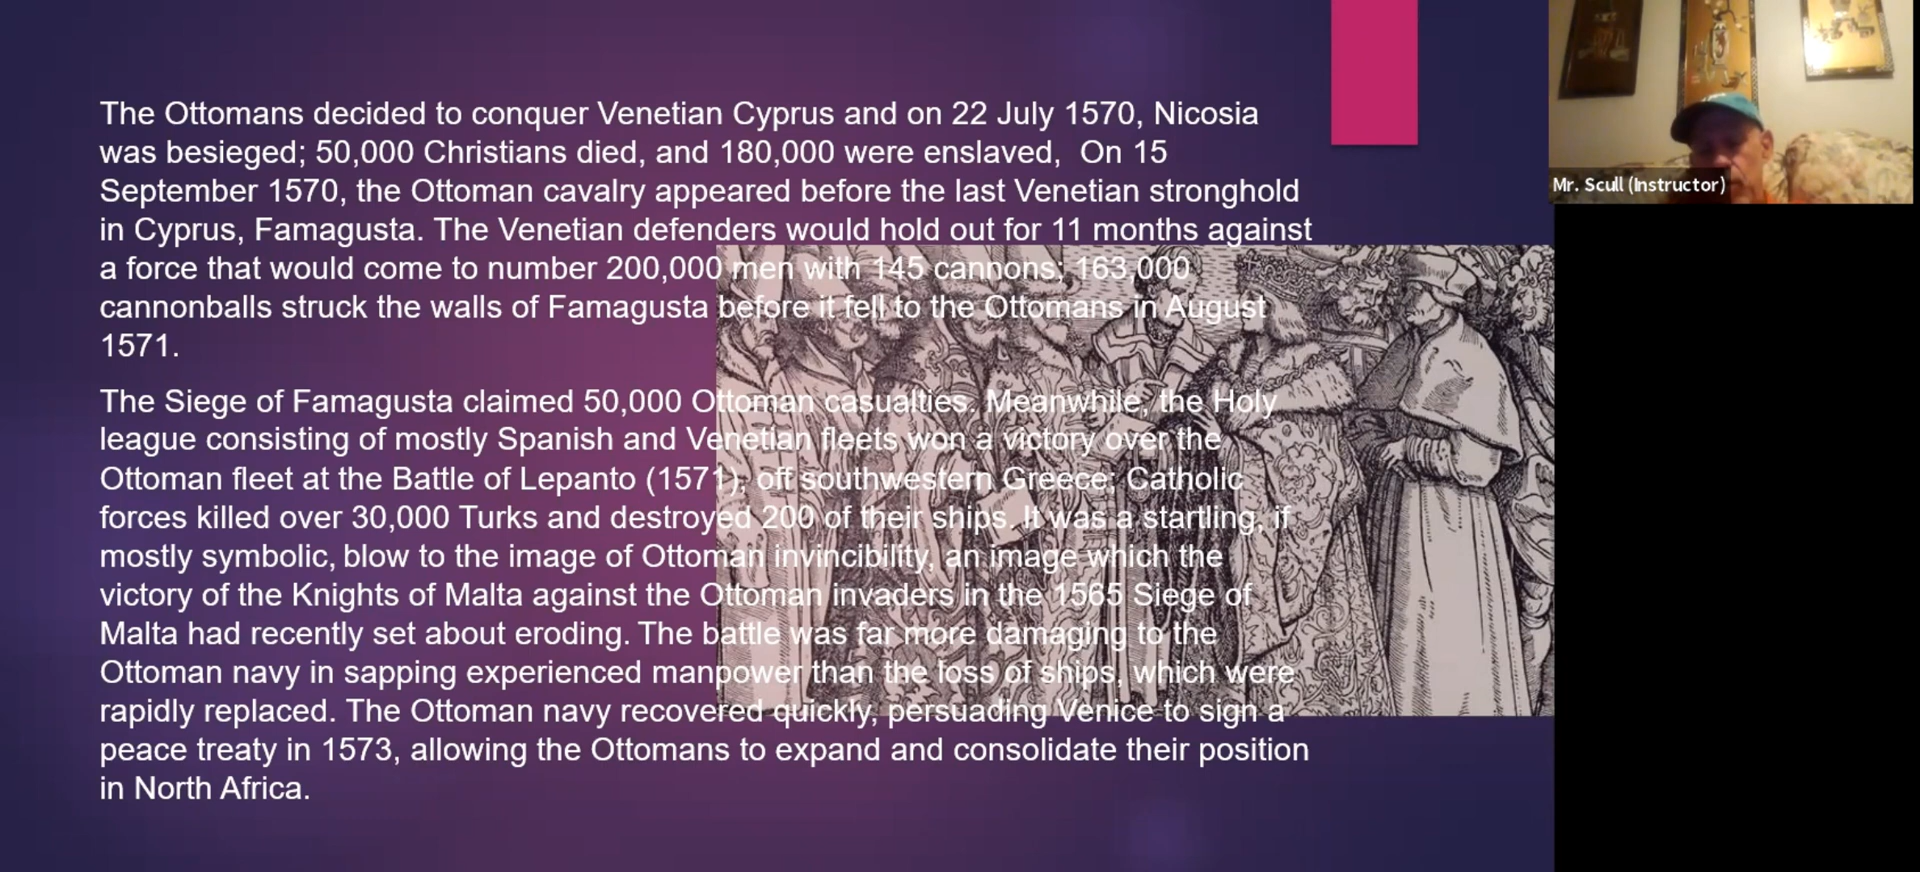 The Ottomans decided to conquer Venetian Cyprus and on 22 July 1570, Nicosia
was besieged; 50,000 Christians died, and 180,000 were enslaved,  On 15
September 1570, the Ottoman cavalry appeared before the last Venetian stronghold
in Cyprus, Famagusta. The Venetian defenders would hold out for 11 months against
a force that would come to number 200,000 men with 145 cannons; 163,000
cannonballs struck the walls of Famagusta before it fell to the Ottomans in August
1571.
The Siege of Famagusta claimed 50,000 Ottoman casualties. Meanwhile, the Holy
league consisting of mostly Spanish and Venetian fleets won a victory over the
Ottoman fleet at the Battle of Lepanto (1571), off southwestern Greece; Catholic
forces killed over 30,000 Turks and destroyed 200 of their ships. It was a startling, if
mostly symbolic, blow to the image of Ottoman invincibility, an image which the
victory of the Knights of Malta against the Ottoman invaders in the 1565 Siege of
Malta had recently set about eroding. The battle was far more damaging to the
Ottoman navy in sapping experienced manpower than the loss of ships, which were
rapidly replaced. The Ottoman navy recovered quickly, persuading Venice to sign a
peace treaty in 1573, allowing the Ottomans to expand and consolidate their position
in North Africa.
Mr. Scull (Instructor)